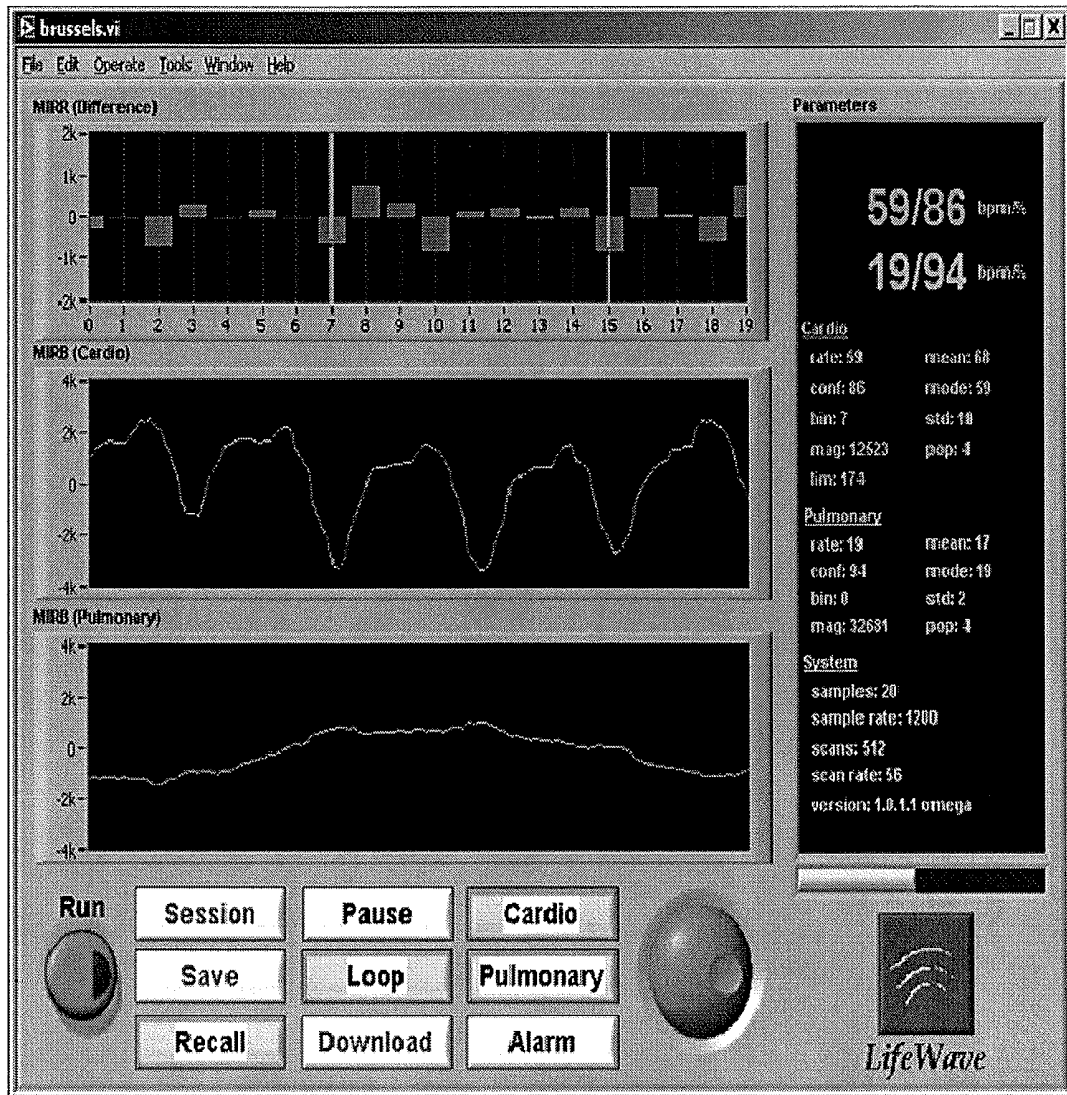 brussels.vi
File Edit Operate Tools Window Help
MIRR (Difference)
2k
1k
0
-1k
-2k
0 1 2 3 4 5 6 7 8 9 10 11 12 13 14 15 16 17 18 19
MIRB (Cardio)
4k
2k
0
-2k
-4k
MIRB (Pulmonary)
4k
2k
0
-2k
-4k
Parameters
59/86 bpm/%
19/94 bpm/%
Cardio
rate: 59 mean: 68
conf: 86 mode: 59
bin: 7 std: 18
mag: 12523 pop: 4
lim: 174
Pulmonary
rate: 19 mean: 17
conf: 94 mode: 19
bin: 0 std: 2
mag: 32681 pop: 4
System
samples: 20
sample rate: 1200
scans: 512
scan rate: 56
version: 1.0.1.1 omega
Run
Session Pause Cardio
Save Loop Pulmonary
Recall Download Alarm
LifeWave